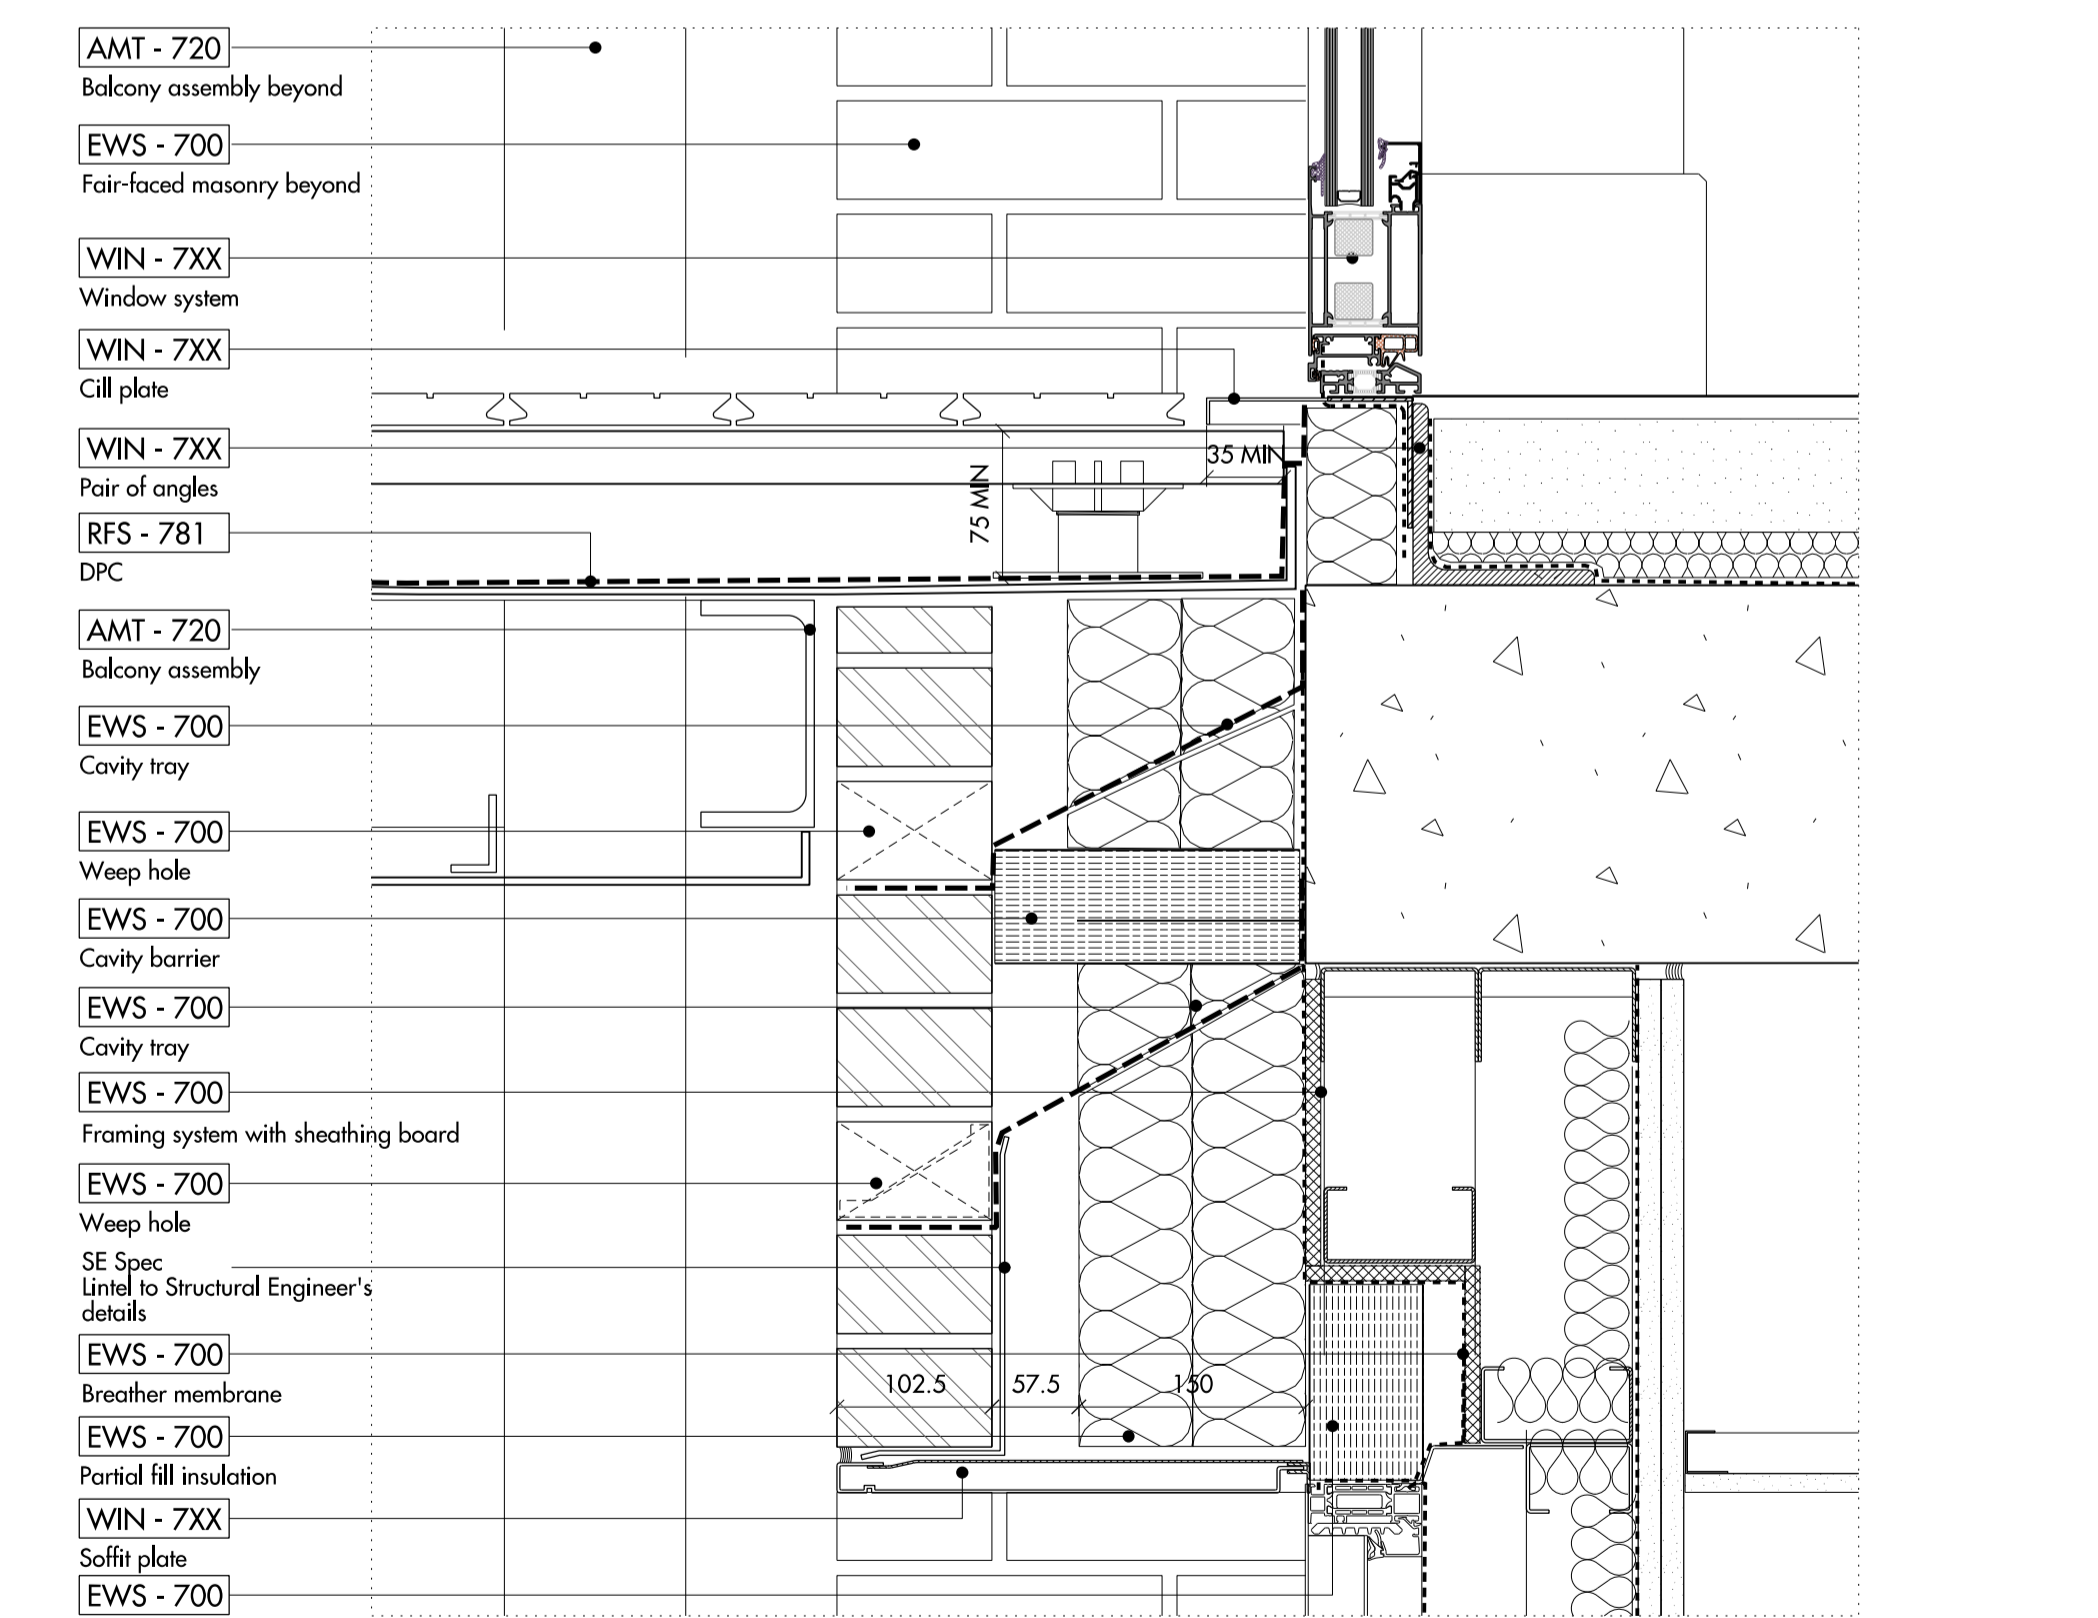 AMT - 720
Balcony assembly beyond
EWS - 700
Fair-faced masonry beyond
WIN - 7XX
Window system
WIN - 7XX
Cill plate
WIN - 7XX
Pair of angles
35 MIN
75 MIN
RFS - 781
DPC
AMT - 720
Balcony assembly
EWS - 700
Cavity tray
EWS - 700
Weep hole
EWS - 700
Cavity barrier
EWS - 700
Cavity tray
EWS - 700
Framing system with sheathing board
EWS - 700
Weep hole
SE Spec
Lintel to Structural Engineer's
details
EWS - 700
Breather membrane
102.5 57.5 150
EWS - 700
Partial fill insulation
WIN - 7XX
Soffit plate
EWS - 700